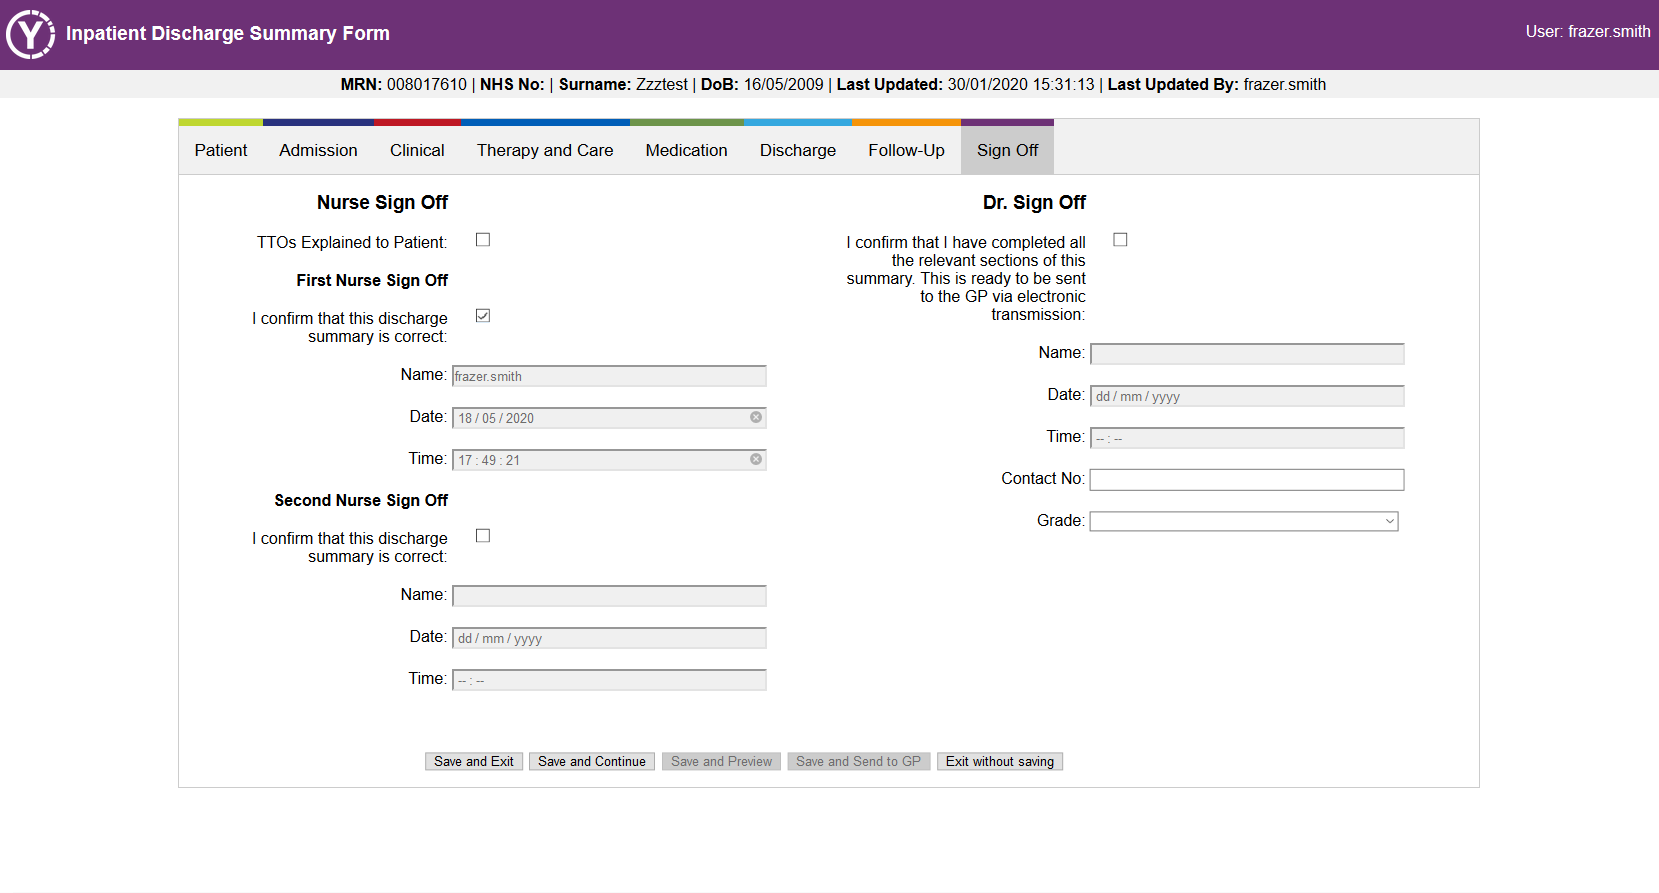 Y
Inpatient Discharge Summary Form
User: frazer.smith
MRN: 008017610 | NHS No: | Surname: Zzztest | DoB: 16/05/2009 | Last Updated: 30/01/2020 15:31:13 | Last Updated By: frazer.smith
Patient Admission Clinical Therapy and Care Medication Discharge Follow-Up Sign Off
Nurse Sign Off
TTOs Explained to Patient:
First Nurse Sign Off
I confirm that this discharge
summary is correct:
Name: frazer.smith
Date: 18 / 05 / 2020
Time: 17 : 49 : 21
Second Nurse Sign Off
I confirm that this discharge
summary is correct:
Name:
Date: dd / mm / yyyy
Time: -- : --
Dr. Sign Off
I confirm that I have completed all
the relevant sections of this
summary. This is ready to be sent
to the GP via electronic
transmission:
Name:
Date: dd / mm / yyyy
Time: -- : --
Contact No:
Grade:
Save and Exit Save and Continue Save and Preview Save and Send to GP Exit without saving